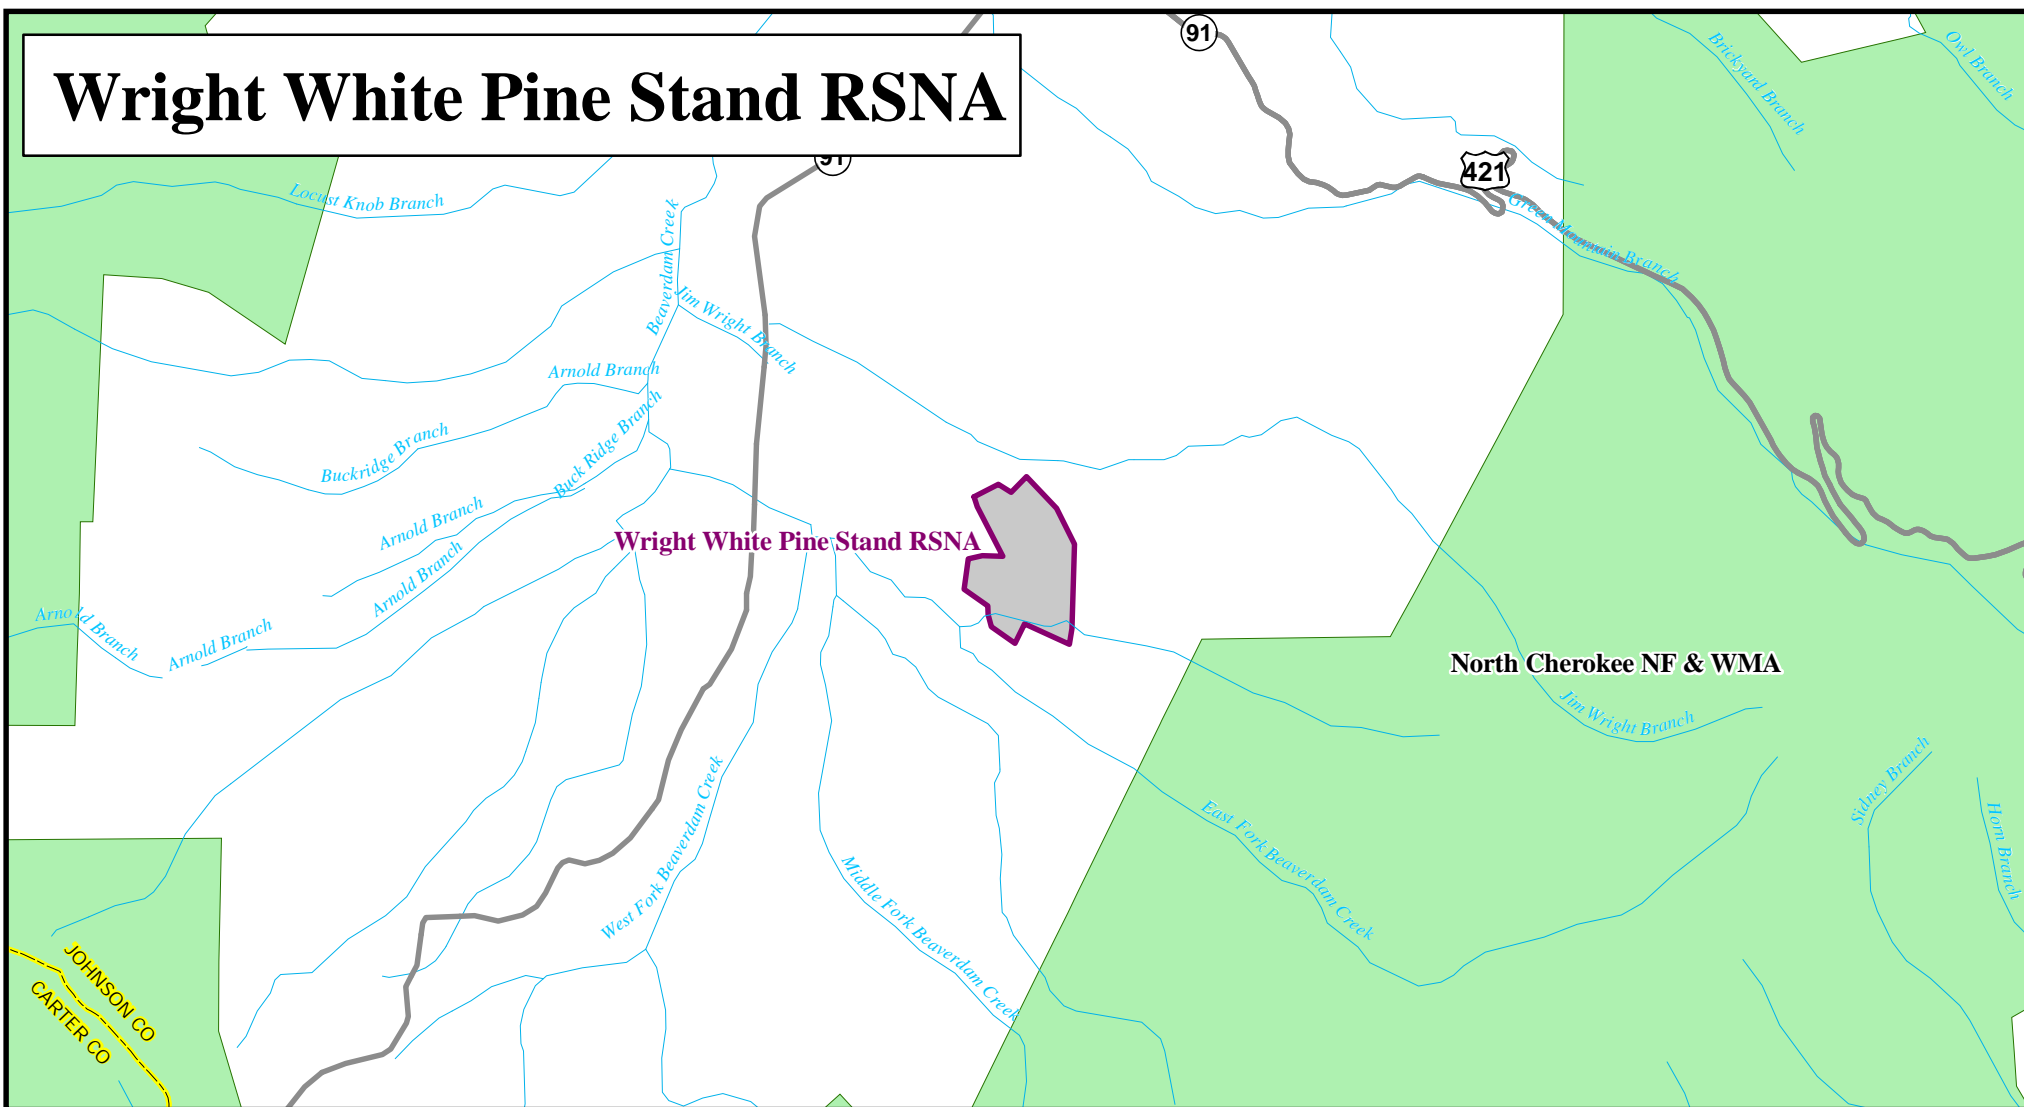 91
Wright White Pine Stand RSNA
Brickyard Branch
Owl Branch
91
421
Locust Knob Branch
Beaverdam Creek
Green Mountain Branch
Jim Wright Branch
Arnold Branch
Buckridge Branch
Buck Ridge Branch
Arnold Branch
Wright White Pine Stand RSNA
Arnold Branch
Arnold Branch
Arnold Branch
North Cherokee NF & WMA
Jim Wright Branch
Sidney Branch
Horn Branch
West Fork Beaverdam Creek
East Fork Beaverdam Creek
Middle Fork Beaverdam Creek
JOHNSON CO
CARTER CO